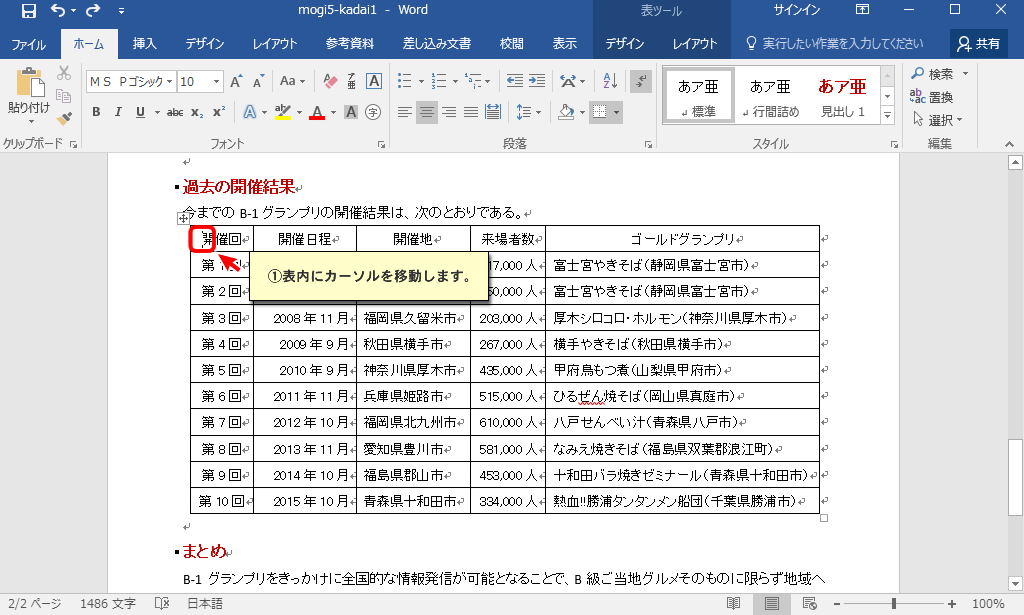 mogi5-kadai1 - Word
表ツール
サインイン
ファイル ホーム 挿入 デザイン レイアウト 参考資料 差し込み文書 校閲 表示 デザイン レイアウト 実行したい作業を入力してください 共有
貼り付け
クリップボード
ＭＳ Ｐゴシック 10
Aa
B I U abc x₂ x²
フォント
段落
あア亜 標準
あア亜 行間詰め
あア亜 見出し 1
スタイル
検索
置換
選択
編集
過去の開催結果
今までの B-1 グランプリの開催結果は、次のとおりである。
開催回 開催日程 開催地 来場者数 ゴールドグランプリ
①表内にカーソルを移動します。
第 17,000 人 富士宮やきそば（静岡県富士宮市）
第 2 回 50,000 人 富士宮やきそば（静岡県富士宮市）
第 3 回 2008 年 11 月 福岡県久留米市 203,000 人 厚木シロコロ・ホルモン（神奈川県厚木市）
第 4 回 2009 年 9 月 秋田県横手市 267,000 人 横手やきそば（秋田県横手市）
第 5 回 2010 年 9 月 神奈川県厚木市 435,000 人 甲府鳥もつ煮（山梨県甲府市）
第 6 回 2011 年 11 月 兵庫県姫路市 515,000 人 ひるぜん焼そば（岡山県真庭市）
第 7 回 2012 年 10 月 福岡県北九州市 610,000 人 八戸せんべい汁（青森県八戸市）
第 8 回 2013 年 11 月 愛知県豊川市 581,000 人 なみえ焼きそば（福島県双葉郡浪江町）
第 9 回 2014 年 10 月 福島県郡山市 453,000 人 十和田バラ焼きゼミナール（青森県十和田市）
第 10 回 2015 年 10 月 青森県十和田市 334,000 人 熱血!!勝浦タンタンメン船団（千葉県勝浦市）
まとめ
B-1 グランプリをきっかけに全国的な情報発信が可能となることで、B 級ご当地グルメそのものに限らず地域へ
2/2 ページ 1486 文字 日本語
100%